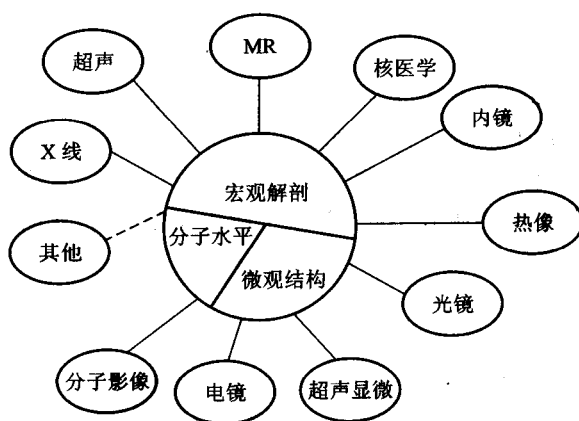 MR
超声
核医学
内镜
X 线
宏观解剖
热像
其他
分子水平
微观结构
光镜
分子影像
电镜
超声显微